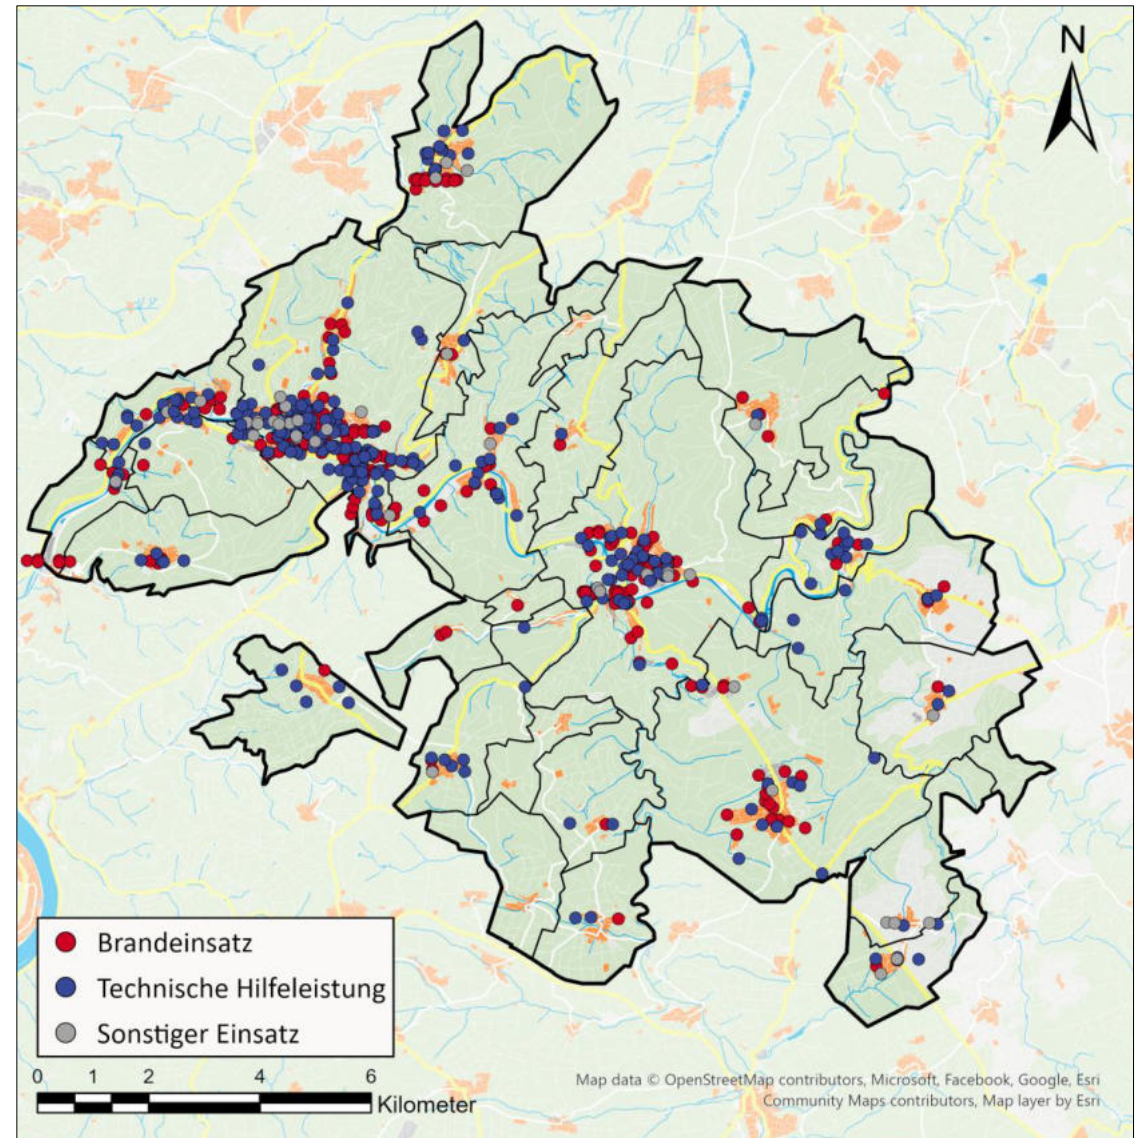 N
Brandeinsatz
Technische Hilfeleistung
Sonstiger Einsatz
0 1 2 4 6
Kilometer
Map data © OpenStreetMap contributors, Microsoft, Facebook, Google, Esri
Community Maps contributors, Map layer by Esri